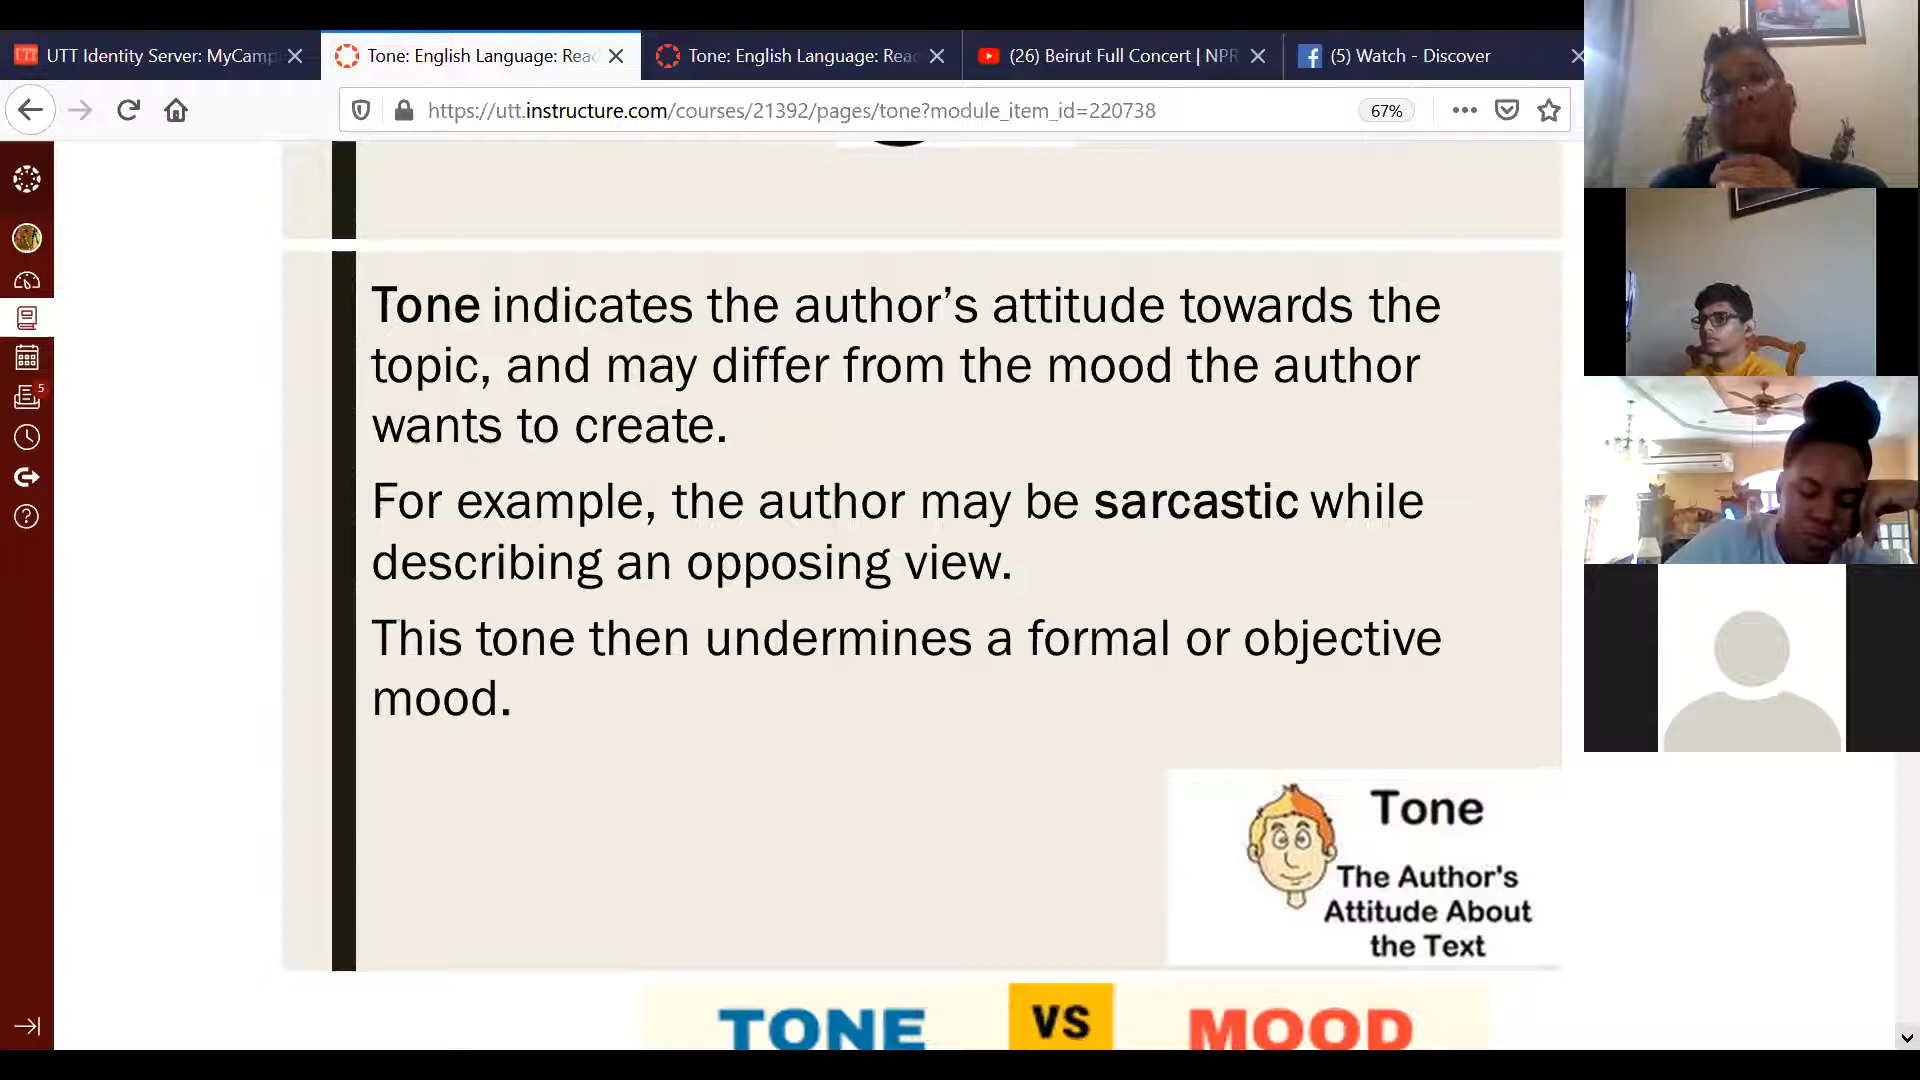 UTT Identity Server: MyCamp
Tone: English Language: Read
Tone: English Language: Rea
(26) Beirut Full Concert | NPR
(5) Watch - Discover
https://utt.instructure.com/courses/21392/pages/tone?module_item_id=220738
67%
5
Tone indicates the author’s attitude towards the
topic, and may differ from the mood the author
wants to create.
For example, the author may be sarcastic while
describing an opposing view.
This tone then undermines a formal or objective
mood.
Tone
The Author's
Attitude About
the Text
TONE VS MOOD